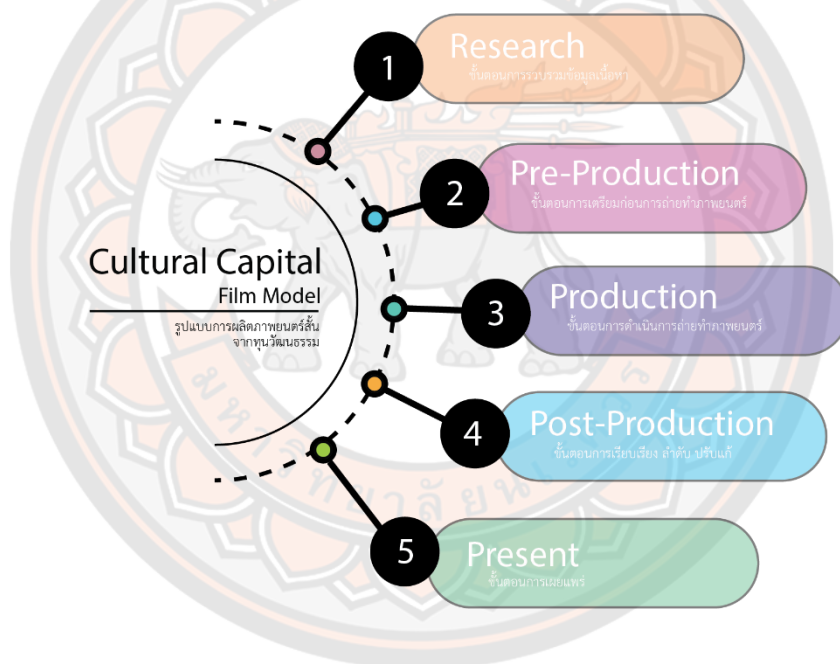 1
Research
ขั้นตอนการรวบรวมข้อมูลเนื้อหา
2
Pre-Production
ขั้นตอนการเตรียมก่อนการถ่ายทำภาพยนตร์
Cultural Capital
Film Model
รูปแบบการผลิตภาพยนตร์สั้น
จากทุนวัฒนธรรม
3
Production
ขั้นตอนการดำเนินการถ่ายทำภาพยนตร์
4
Post-Production
ขั้นตอนการเรียบเรียง ลำดับ ปรับแก้
5
Present
ขั้นตอนการเผยแพร่